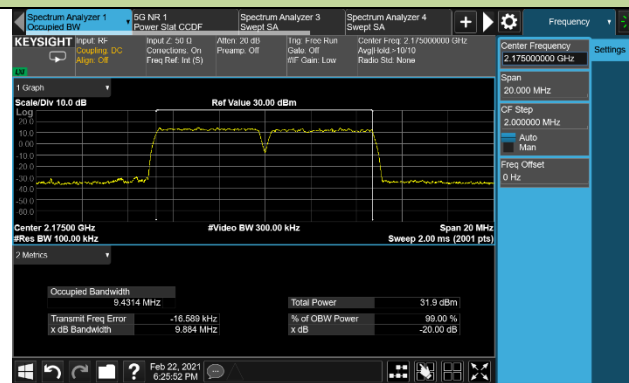 Spectrum Analyzer 1
Occupied BW
5G NR 1
Power Stat CCDF
Spectrum Analyzer 3
Swept SA
Spectrum Analyzer 4
Swept SA
Frequency
KEYSIGHT
Input: RF
Coupling: DC
Align: Off
Input Z: 50 Ω
Corrections: On
Freq Ref: Int (S)
Atten: 20 dB
Preamp: Off
Trig: Free Run
Gate: Off
#IF Gain: Low
Center Freq: 2.175000000 GHz
Avg|Hold:>10/10
Radio Std: None
LU
1 Graph
Scale/Div 10.0 dB
Ref Value 30.00 dBm
Log
20.0
10.0
0.00
-10.0
-20.0
-30.0
-40.0
-50.0
-60.0
Center 2.17500 GHz
#Res BW 100.00 kHz
#Video BW 300.00 kHz
Span 20 MHz
Sweep 2.00 ms (2001 pts)
2 Metrics
Occupied Bandwidth
9.4314 MHz
Total Power
31.9 dBm
Transmit Freq Error
-16.589 kHz
% of OBW Power
99.00 %
x dB Bandwidth
9.884 MHz
x dB
-20.00 dB
Feb 22, 2021
6:25:52 PM
Center Frequency
2.175000000 GHz
Settings
Span
20.000 MHz
CF Step
2.000000 MHz
Auto
Man
Freq Offset
0 Hz